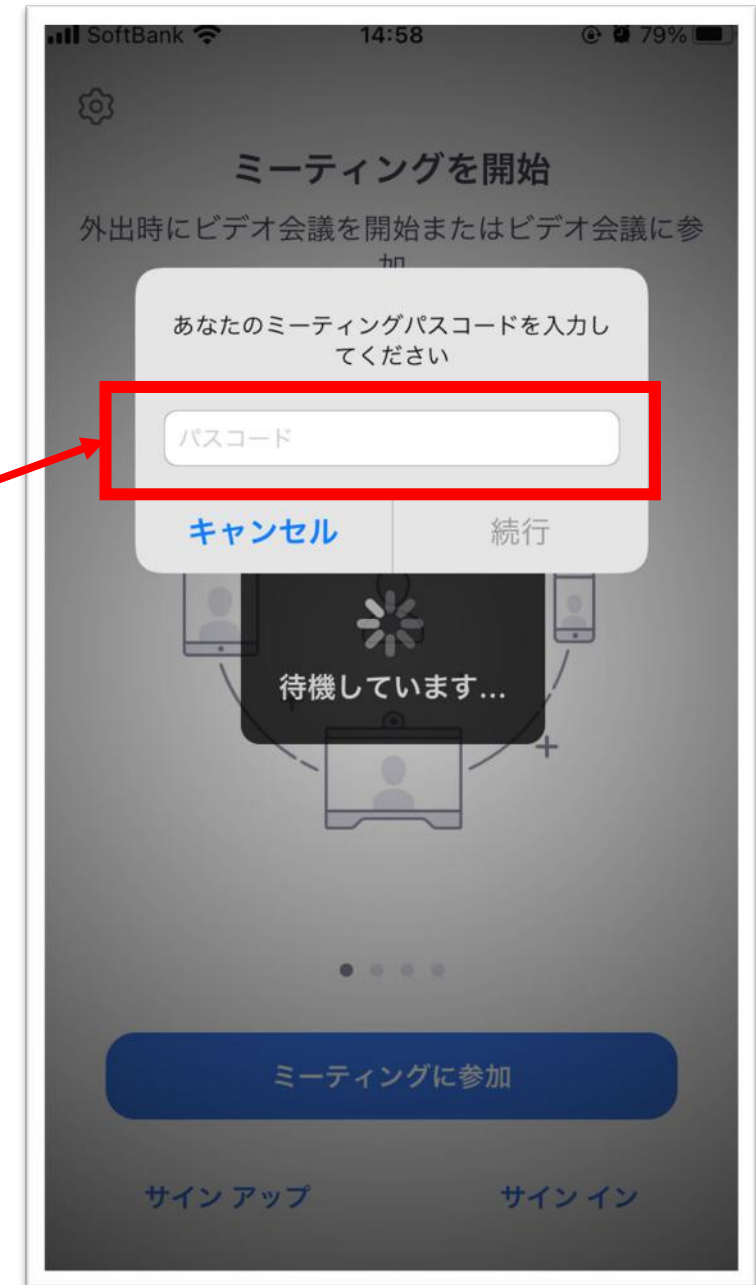 SoftBank 14:58 79%
ミーティングを開始
外出時にビデオ会議を開始またはビデオ会議に参
加
あなたのミーティングパスコードを入力し
てください
パスコード
キャンセル 続行
待機しています...
ミーティングに参加
サイン アップ サイン イン